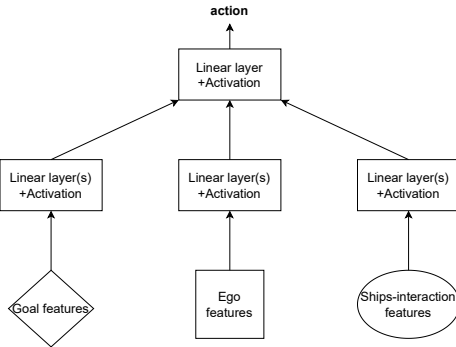 action
Linear layer
+Activation
Linear layer(s)
+Activation
Linear layer(s)
+Activation
Linear layer(s)
+Activation
Goal features
Ego
features
Ships-interaction
features